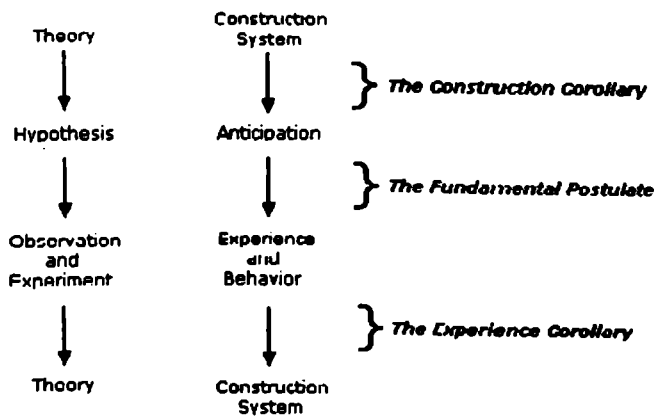 Theory
Construction
System
The Construction Corollary
Hypothesis
Anticipation
The Fundamental Postulate
Observation
and
Experiment
Experience
and
Behavior
The Experience Corollary
Theory
Construction
System